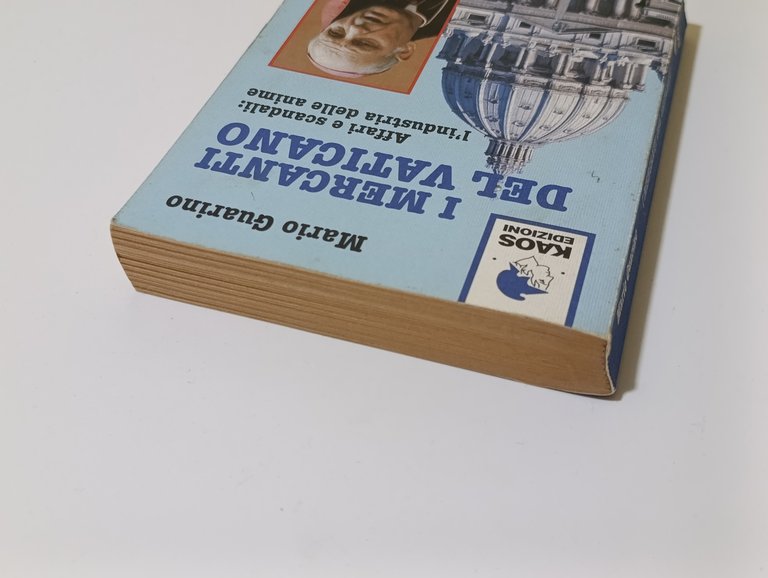 Mario Guarino
I MERCANTI
DEL VATICANO
Affari e scandali:
l'industria delle anime
KAOS
EDIZIONI